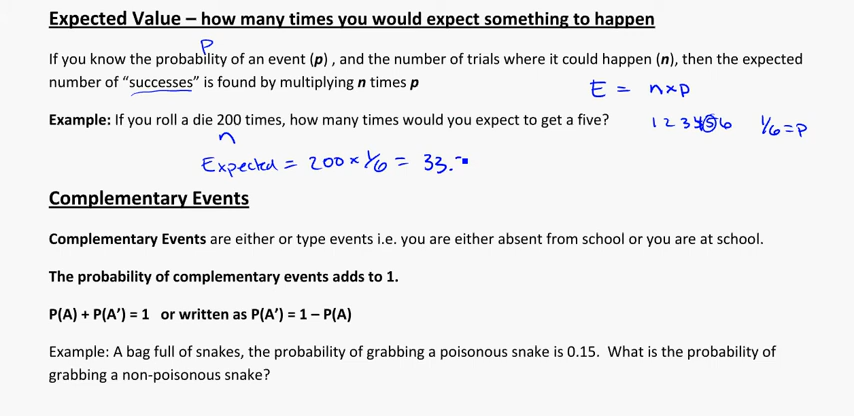 Expected Value – how many times you would expect something to happen
P
If you know the probability of an event (p) , and the number of trials where it could happen (n), then the expected
number of “successes” is found by multiplying n times p
E = n×p
Example: If you roll a die 200 times, how many times would you expect to get a five?
1 2 3 4 5 6 1/6 = P
n
Expected = 200 × 1/6 = 33.
Complementary Events
Complementary Events are either or type events i.e. you are either absent from school or you are at school.
The probability of complementary events adds to 1.
P(A) + P(A’) = 1 or written as P(A’) = 1 – P(A)
Example: A bag full of snakes, the probability of grabbing a poisonous snake is 0.15. What is the probability of
grabbing a non-poisonous snake?